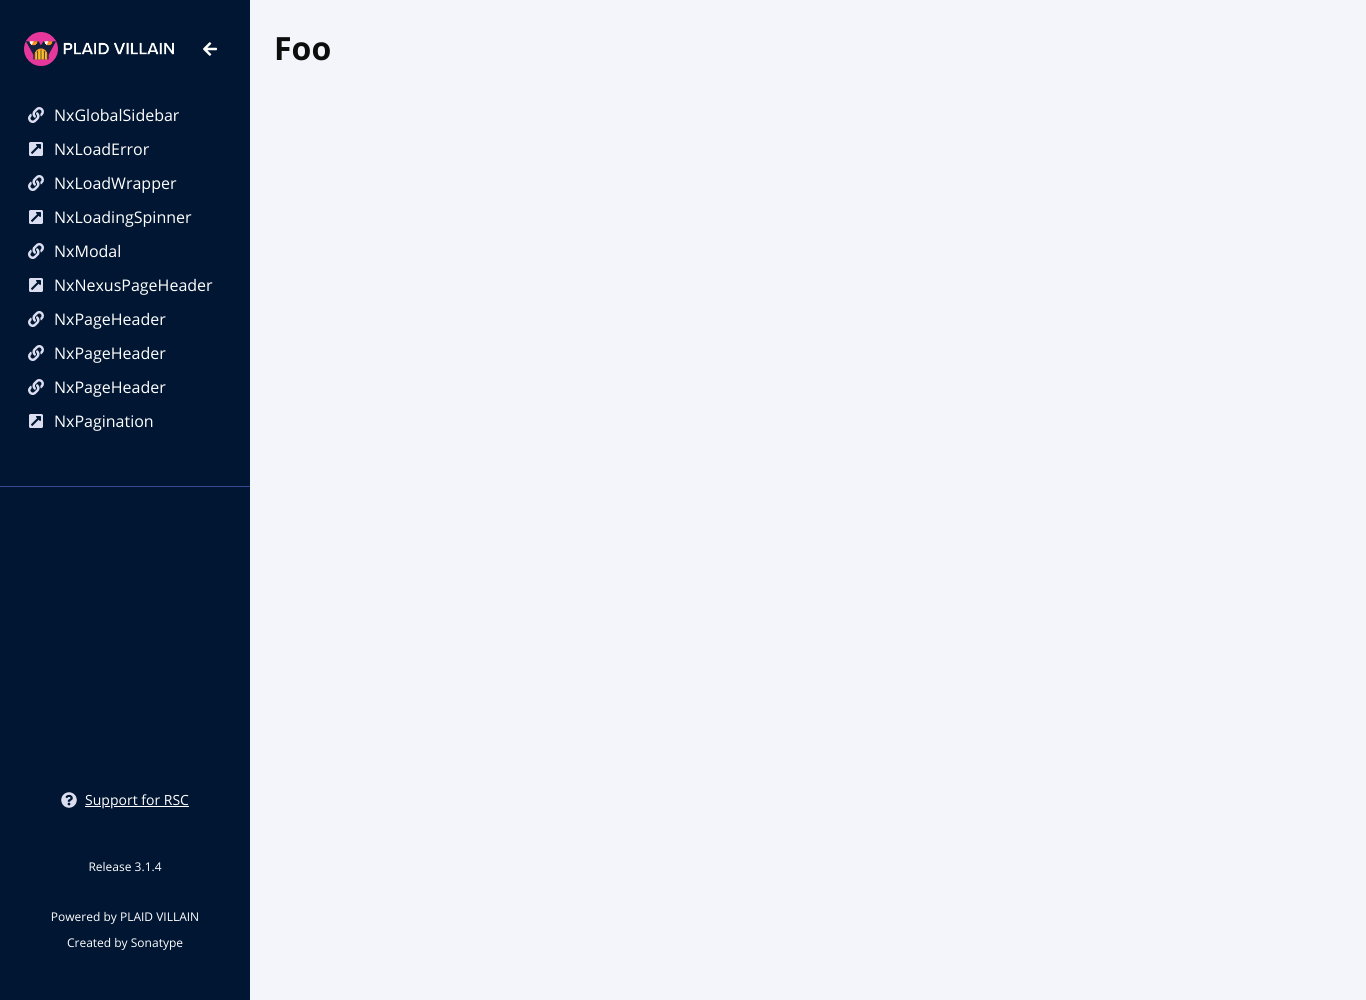 PLAID VILLAIN
Foo
NxGlobalSidebar
NxLoadError
NxLoadWrapper
NxLoadingSpinner
NxModal
NxNexusPageHeader
NxPageHeader
NxPageHeader
NxPageHeader
NxPagination
Support for RSC
Release 3.1.4
Powered by PLAID VILLAIN
Created by Sonatype